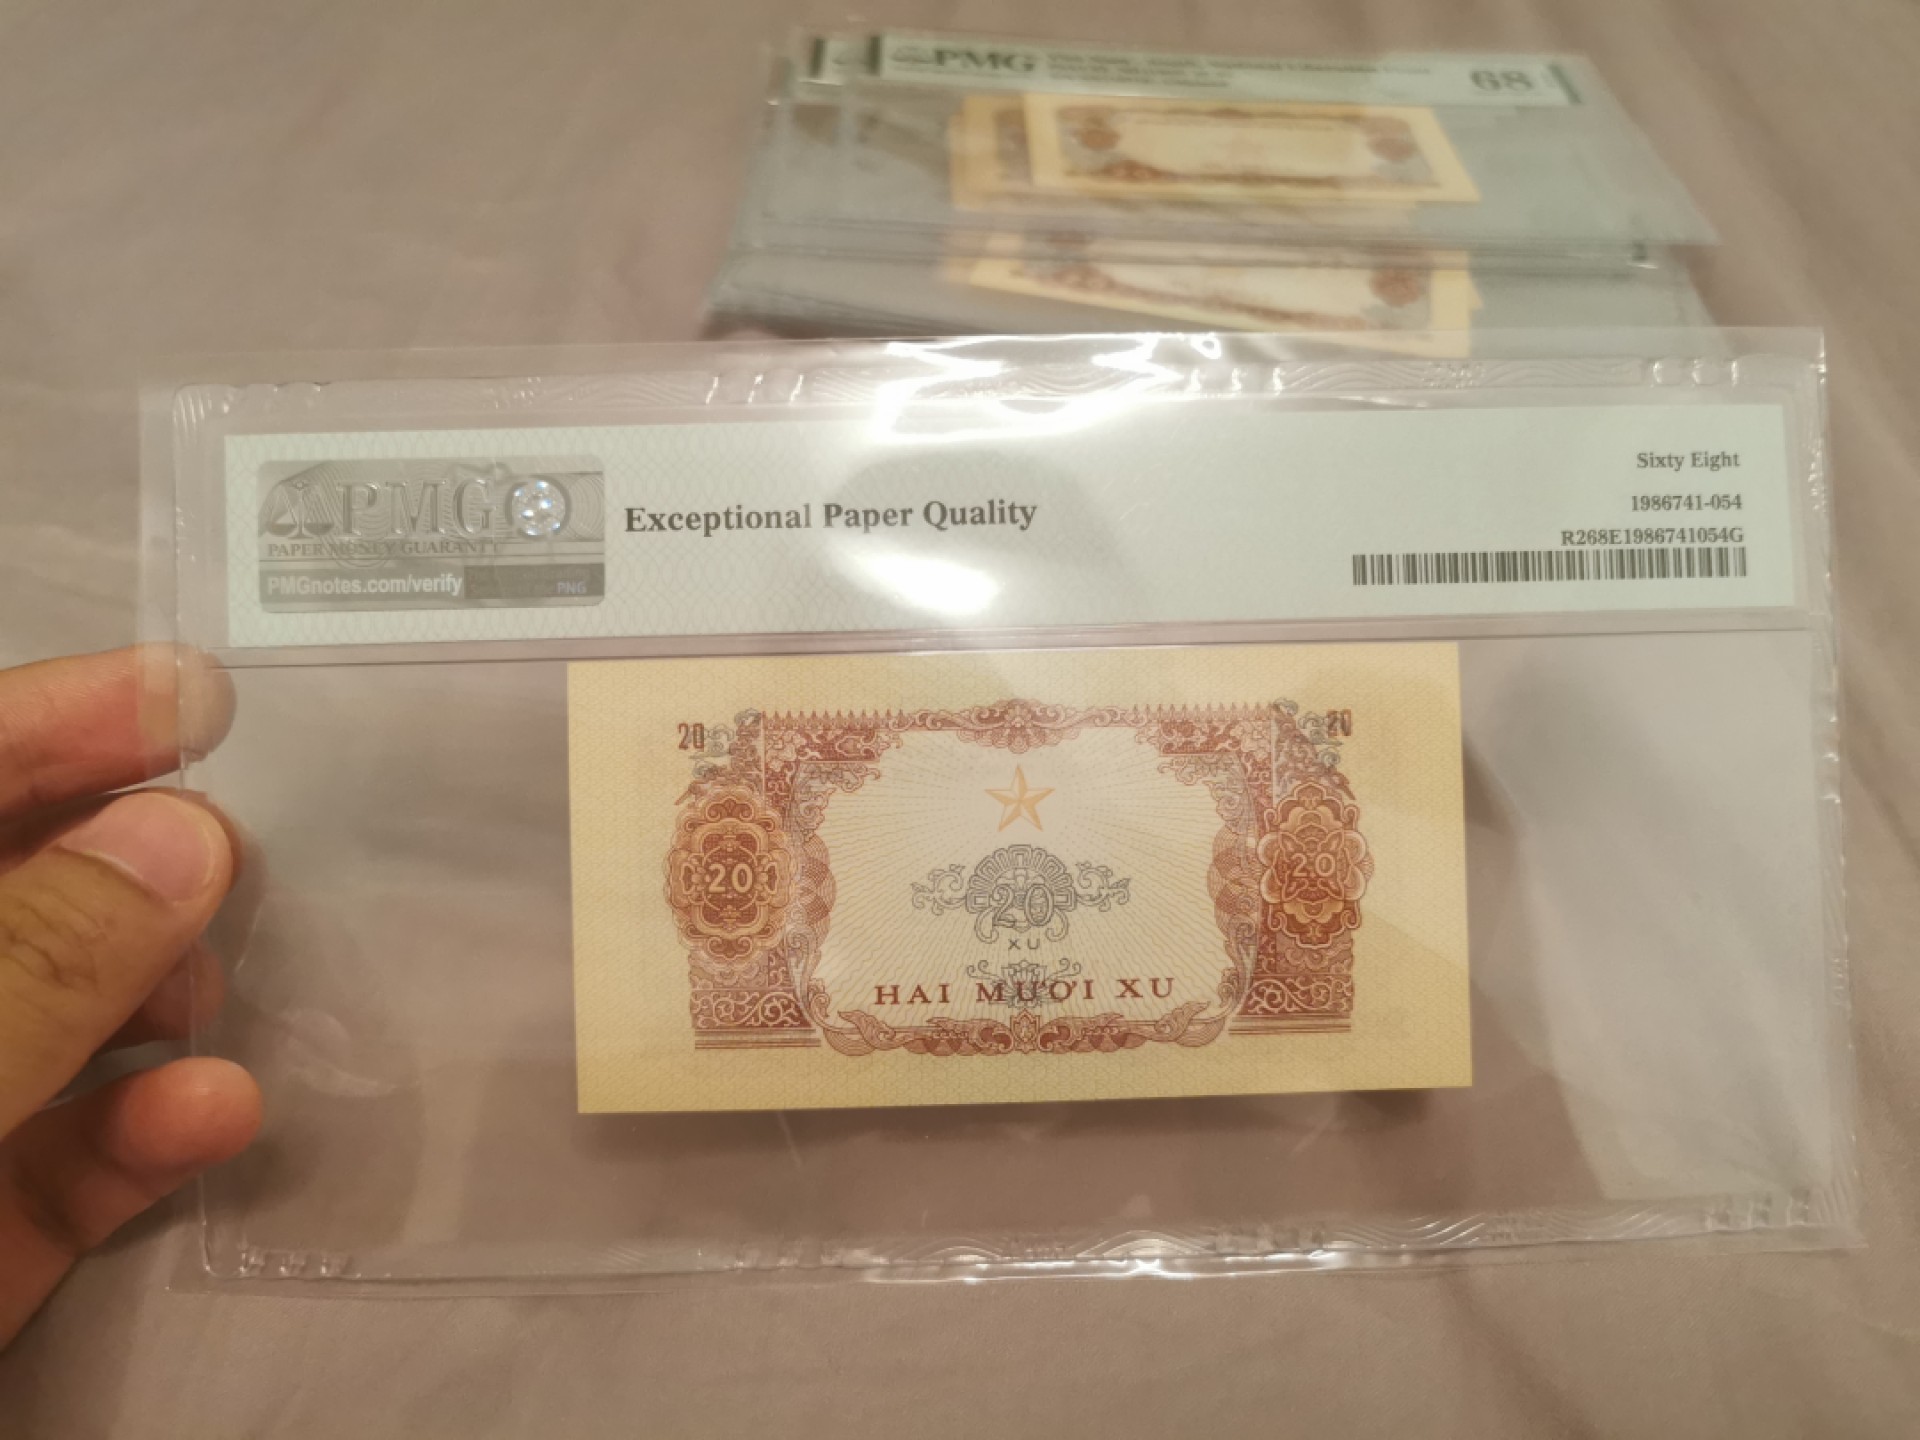 PMG
68
PMG
PAPER MONEY GUARANTY
PMGnotes.com/verify
PNG
Exceptional Paper Quality
Sixty Eight
1986741-054
R268E1986741054G
20
20
20
20
20
XU
HAI MƯƠI XU